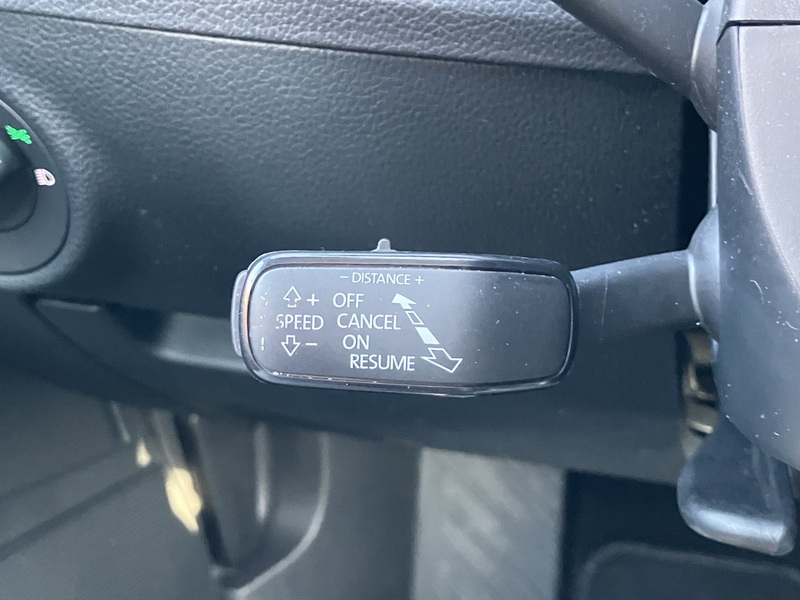 – DISTANCE +
+ OFF
SPEED CANCEL
– ON
RESUME